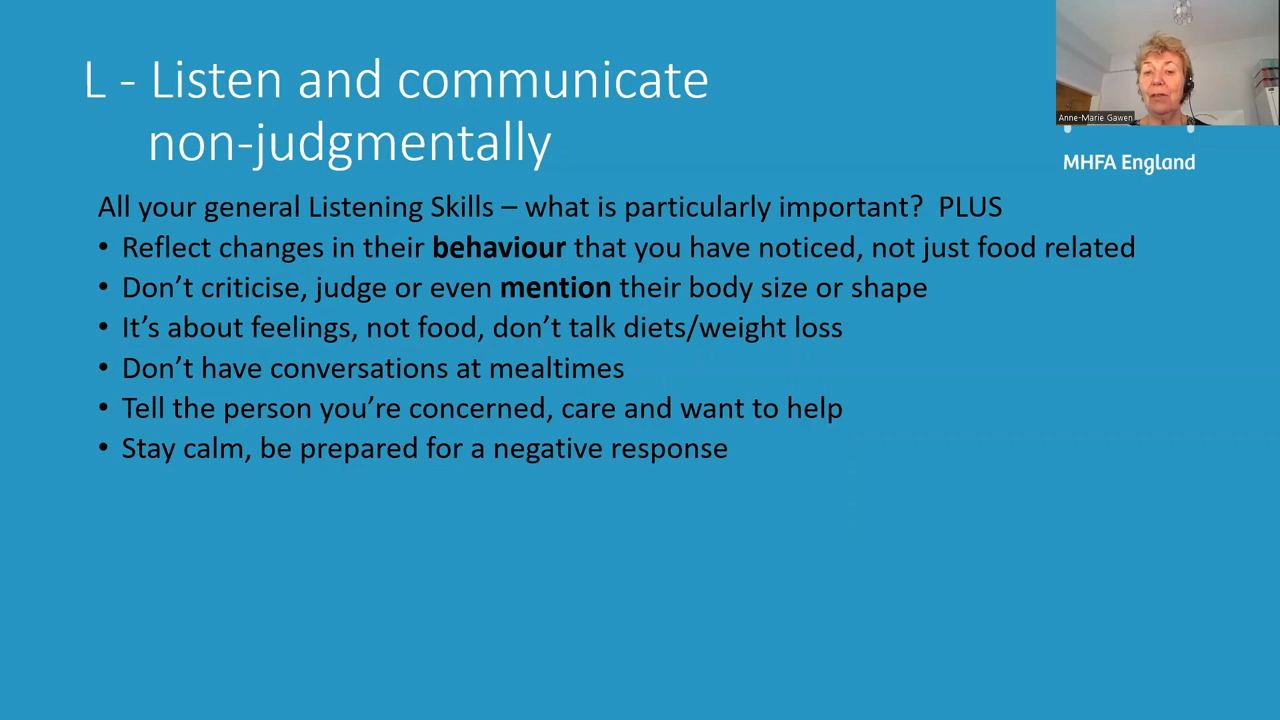 L - Listen and communicate
non-judgmentally
Anne-Marie Gawen
MHFA England
All your general Listening Skills – what is particularly important?  PLUS
• Reflect changes in their behaviour that you have noticed, not just food related
• Don’t criticise, judge or even mention their body size or shape
• It’s about feelings, not food, don’t talk diets/weight loss
• Don’t have conversations at mealtimes
• Tell the person you’re concerned, care and want to help
• Stay calm, be prepared for a negative response